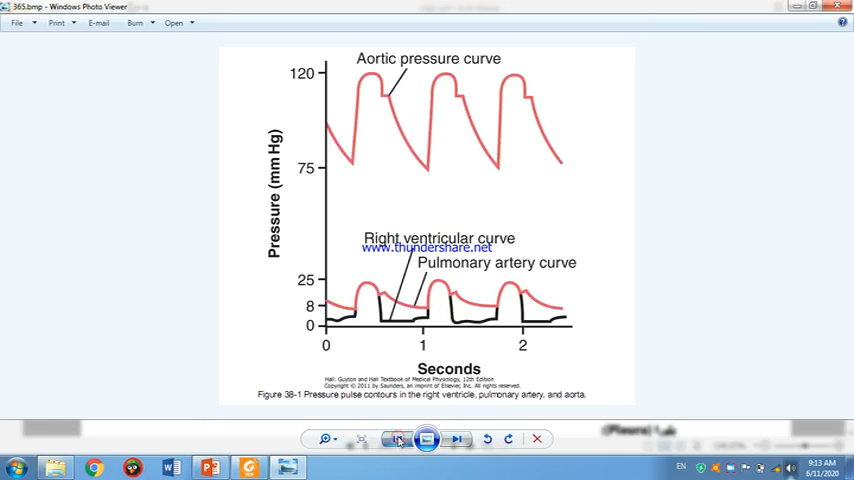 365.bmp - Windows Photo Viewer
File Print E-mail Burn Open
Aortic pressure curve
120
75
Pressure (mm Hg)
Right ventricular curve
www.thundershare.net
Pulmonary artery curve
25
8
0
0 1 2
Seconds
Hall: Guyton and Hall Textbook of Medical Physiology, 12th Edition
Copyright © 2011 by Saunders, an imprint of Elsevier, Inc. All rights reserved.
Figure 38-1 Pressure pulse contours in the right ventricle, pulmonary artery, and aorta.
(Pleura)
EN
9:13 AM
6/11/2020